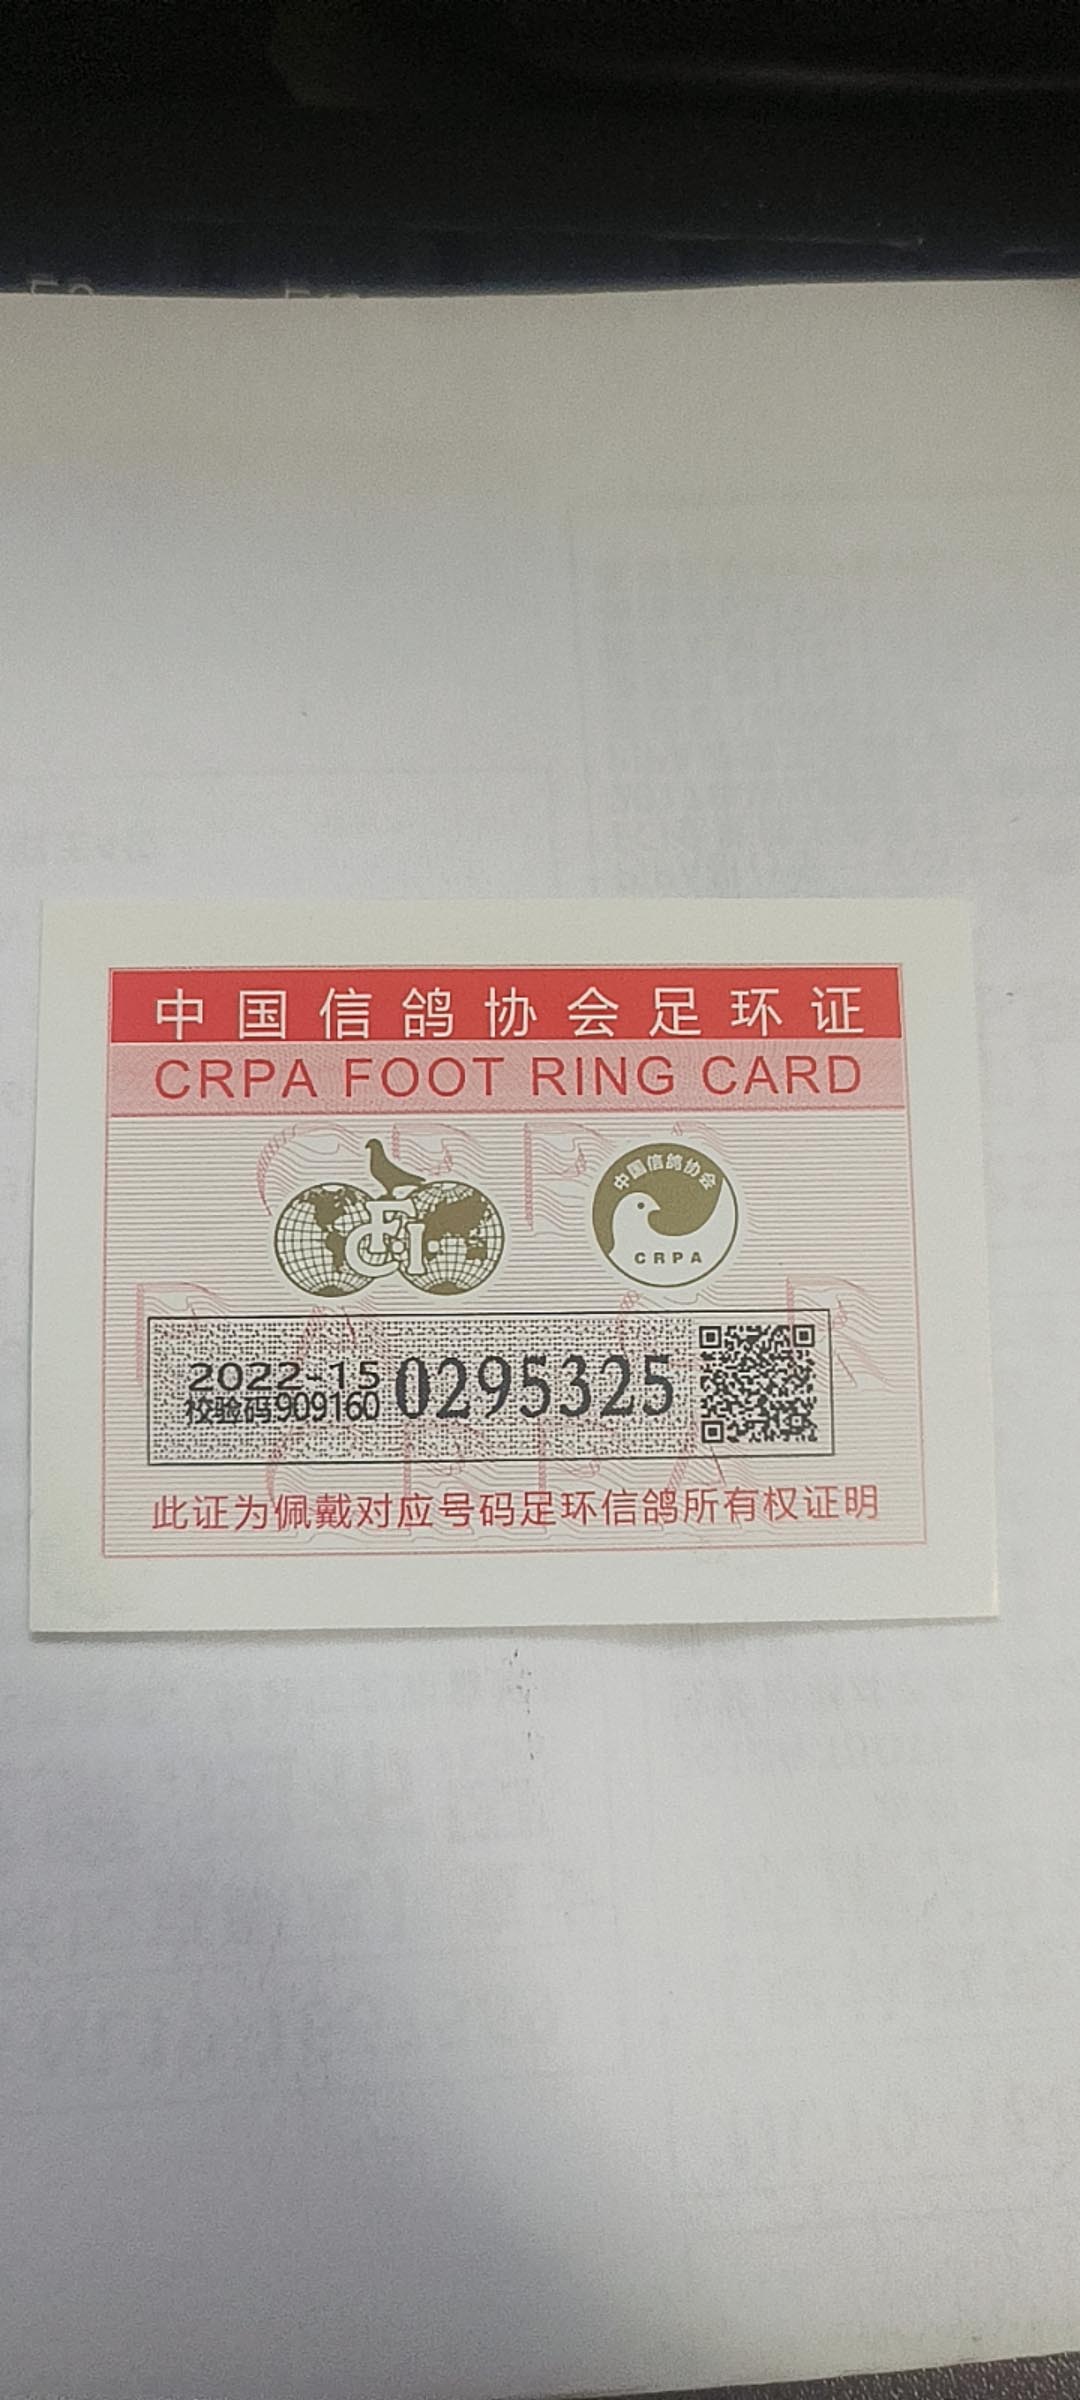 中国信鸽协会足环证
CRPA FOOT RING CARD
FCI
中国信鸽协会
CRPA
2022-15
校验码909160
0295325
此证为佩戴对应号码足环信鸽所有权证明